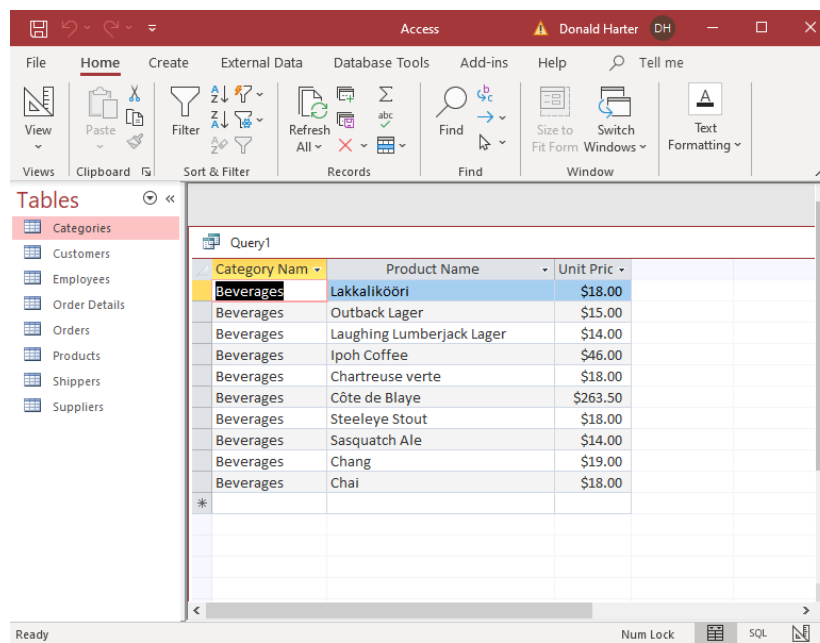 Access Donald Harter DH
File Home Create External Data Database Tools Add-ins Help Tell me
View Paste Filter Refresh All Find Size to Fit Form Switch Windows Text Formatting
Views Clipboard Sort & Filter Records Find Window
Tables
Categories
Customers
Employees
Order Details
Orders
Products
Shippers
Suppliers
Query1
Category Nam Product Name Unit Pric
Beverages Lakkalikööri $18.00
Beverages Outback Lager $15.00
Beverages Laughing Lumberjack Lager $14.00
Beverages Ipoh Coffee $46.00
Beverages Chartreuse verte $18.00
Beverages Côte de Blaye $263.50
Beverages Steeleye Stout $18.00
Beverages Sasquatch Ale $14.00
Beverages Chang $19.00
Beverages Chai $18.00
Ready Num Lock SQL